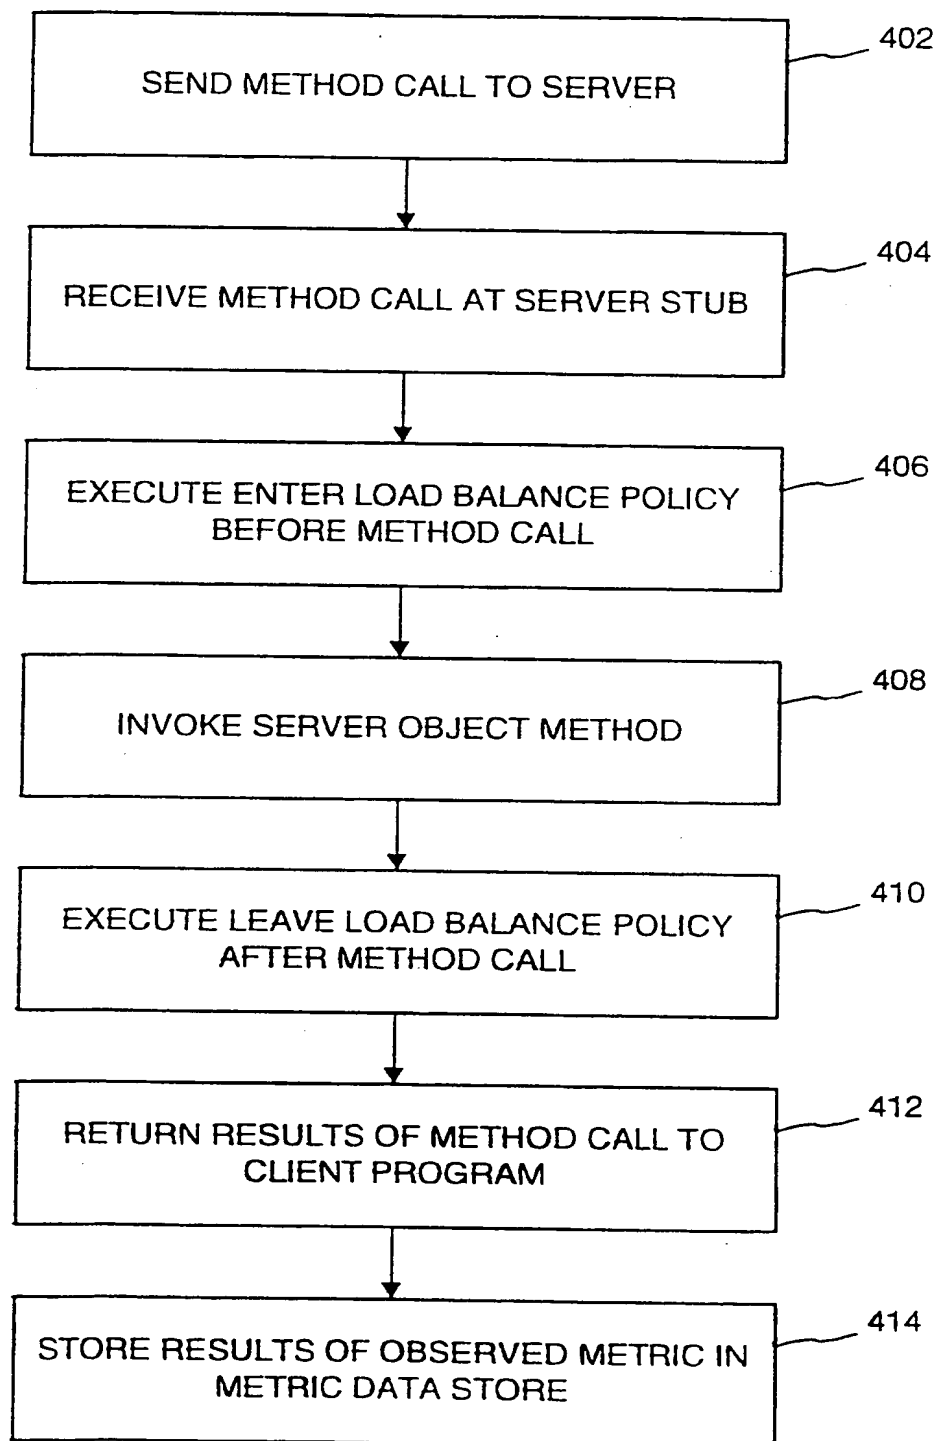 402
SEND METHOD CALL TO SERVER
404
RECEIVE METHOD CALL AT SERVER STUB
406
EXECUTE ENTER LOAD BALANCE POLICY
BEFORE METHOD CALL
408
INVOKE SERVER OBJECT METHOD
410
EXECUTE LEAVE LOAD BALANCE POLICY
AFTER METHOD CALL
412
RETURN RESULTS OF METHOD CALL TO
CLIENT PROGRAM
414
STORE RESULTS OF OBSERVED METRIC IN
METRIC DATA STORE